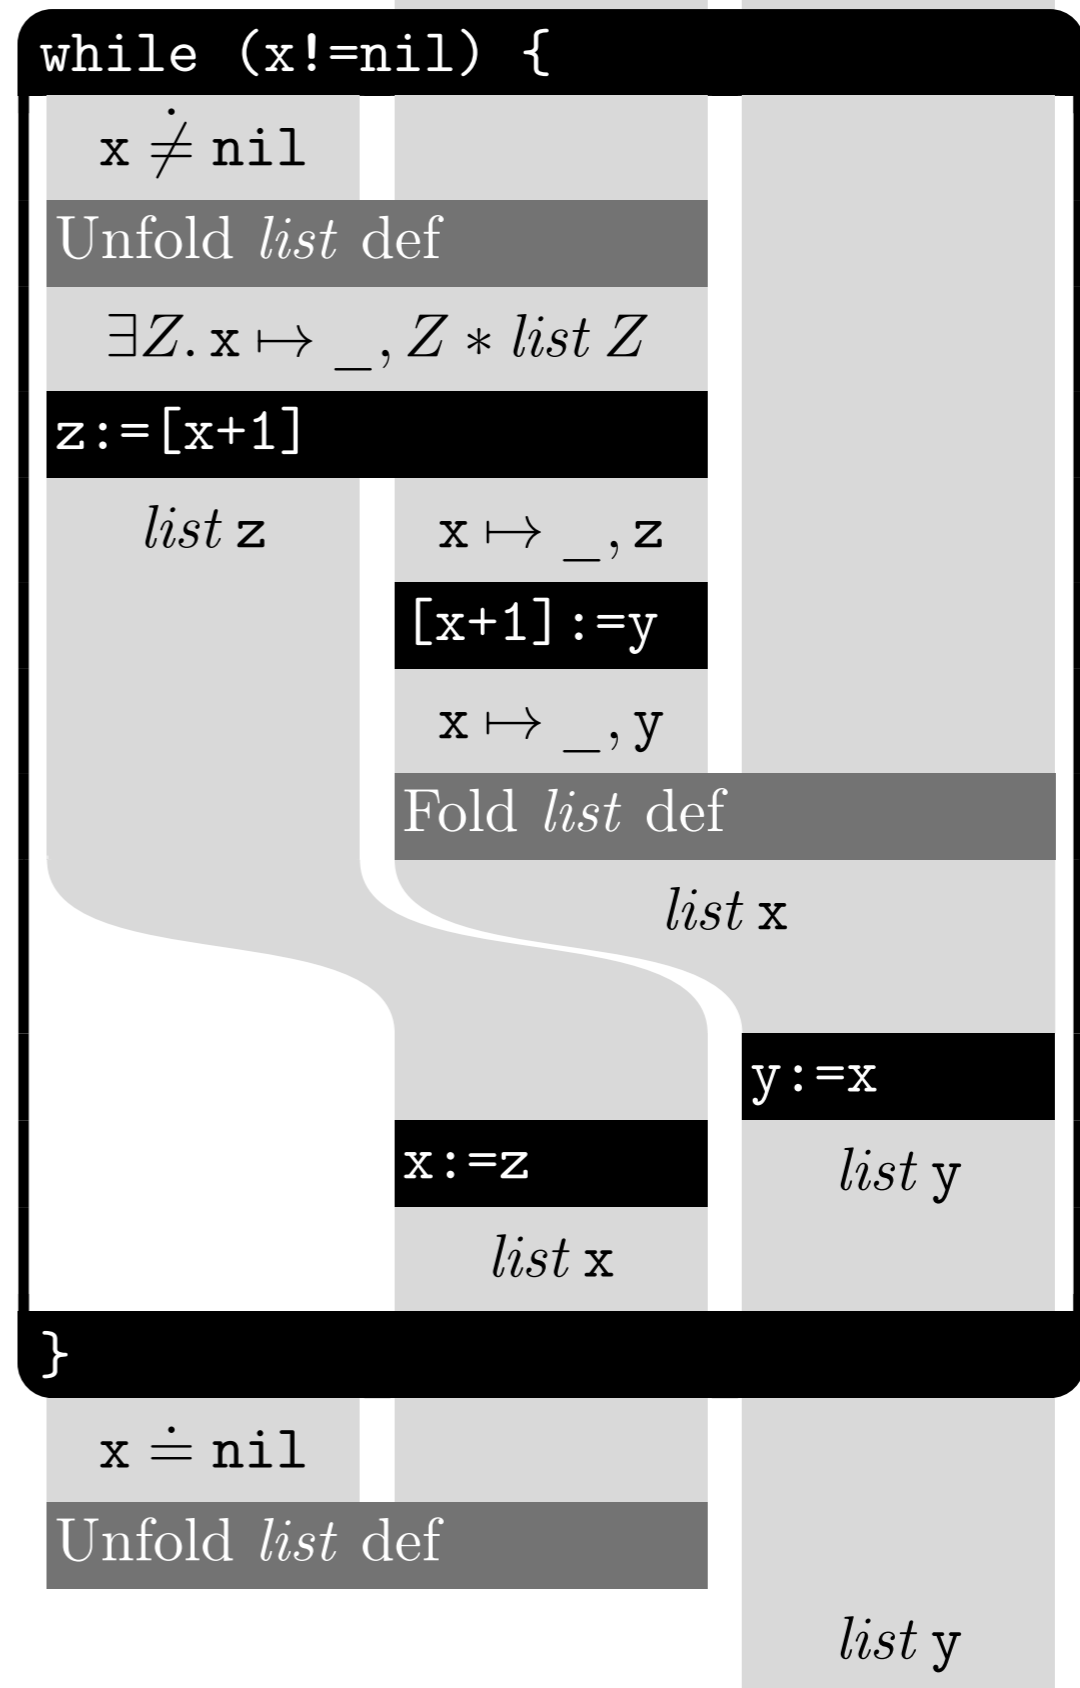 while (x!=nil) {
x ≠̇ nil
Unfold list def
∃Z. x ↦ _, Z * list Z
z:=[x+1]
list z
x ↦ _, z
[x+1]:=y
x ↦ _, y
Fold list def
list x
y:=x
x:=z
list y
list x
}
x ≐ nil
Unfold list def
list y